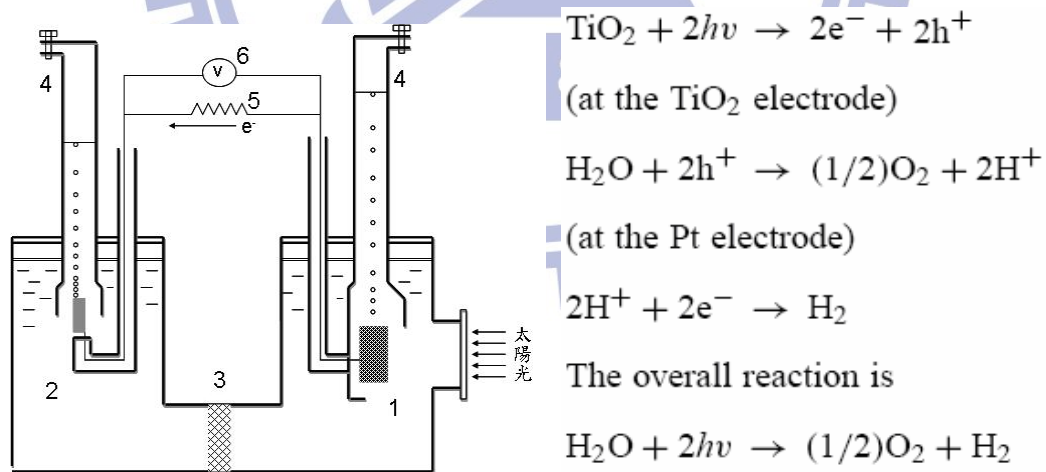 4
V
6
5
e-
4
太
陽
光
2
3
1
TiO₂ + 2hν → 2e⁻ + 2h⁺
(at the TiO₂ electrode)
H₂O + 2h⁺ → (1/2)O₂ + 2H⁺
(at the Pt electrode)
2H⁺ + 2e⁻ → H₂
The overall reaction is
H₂O + 2hν → (1/2)O₂ + H₂